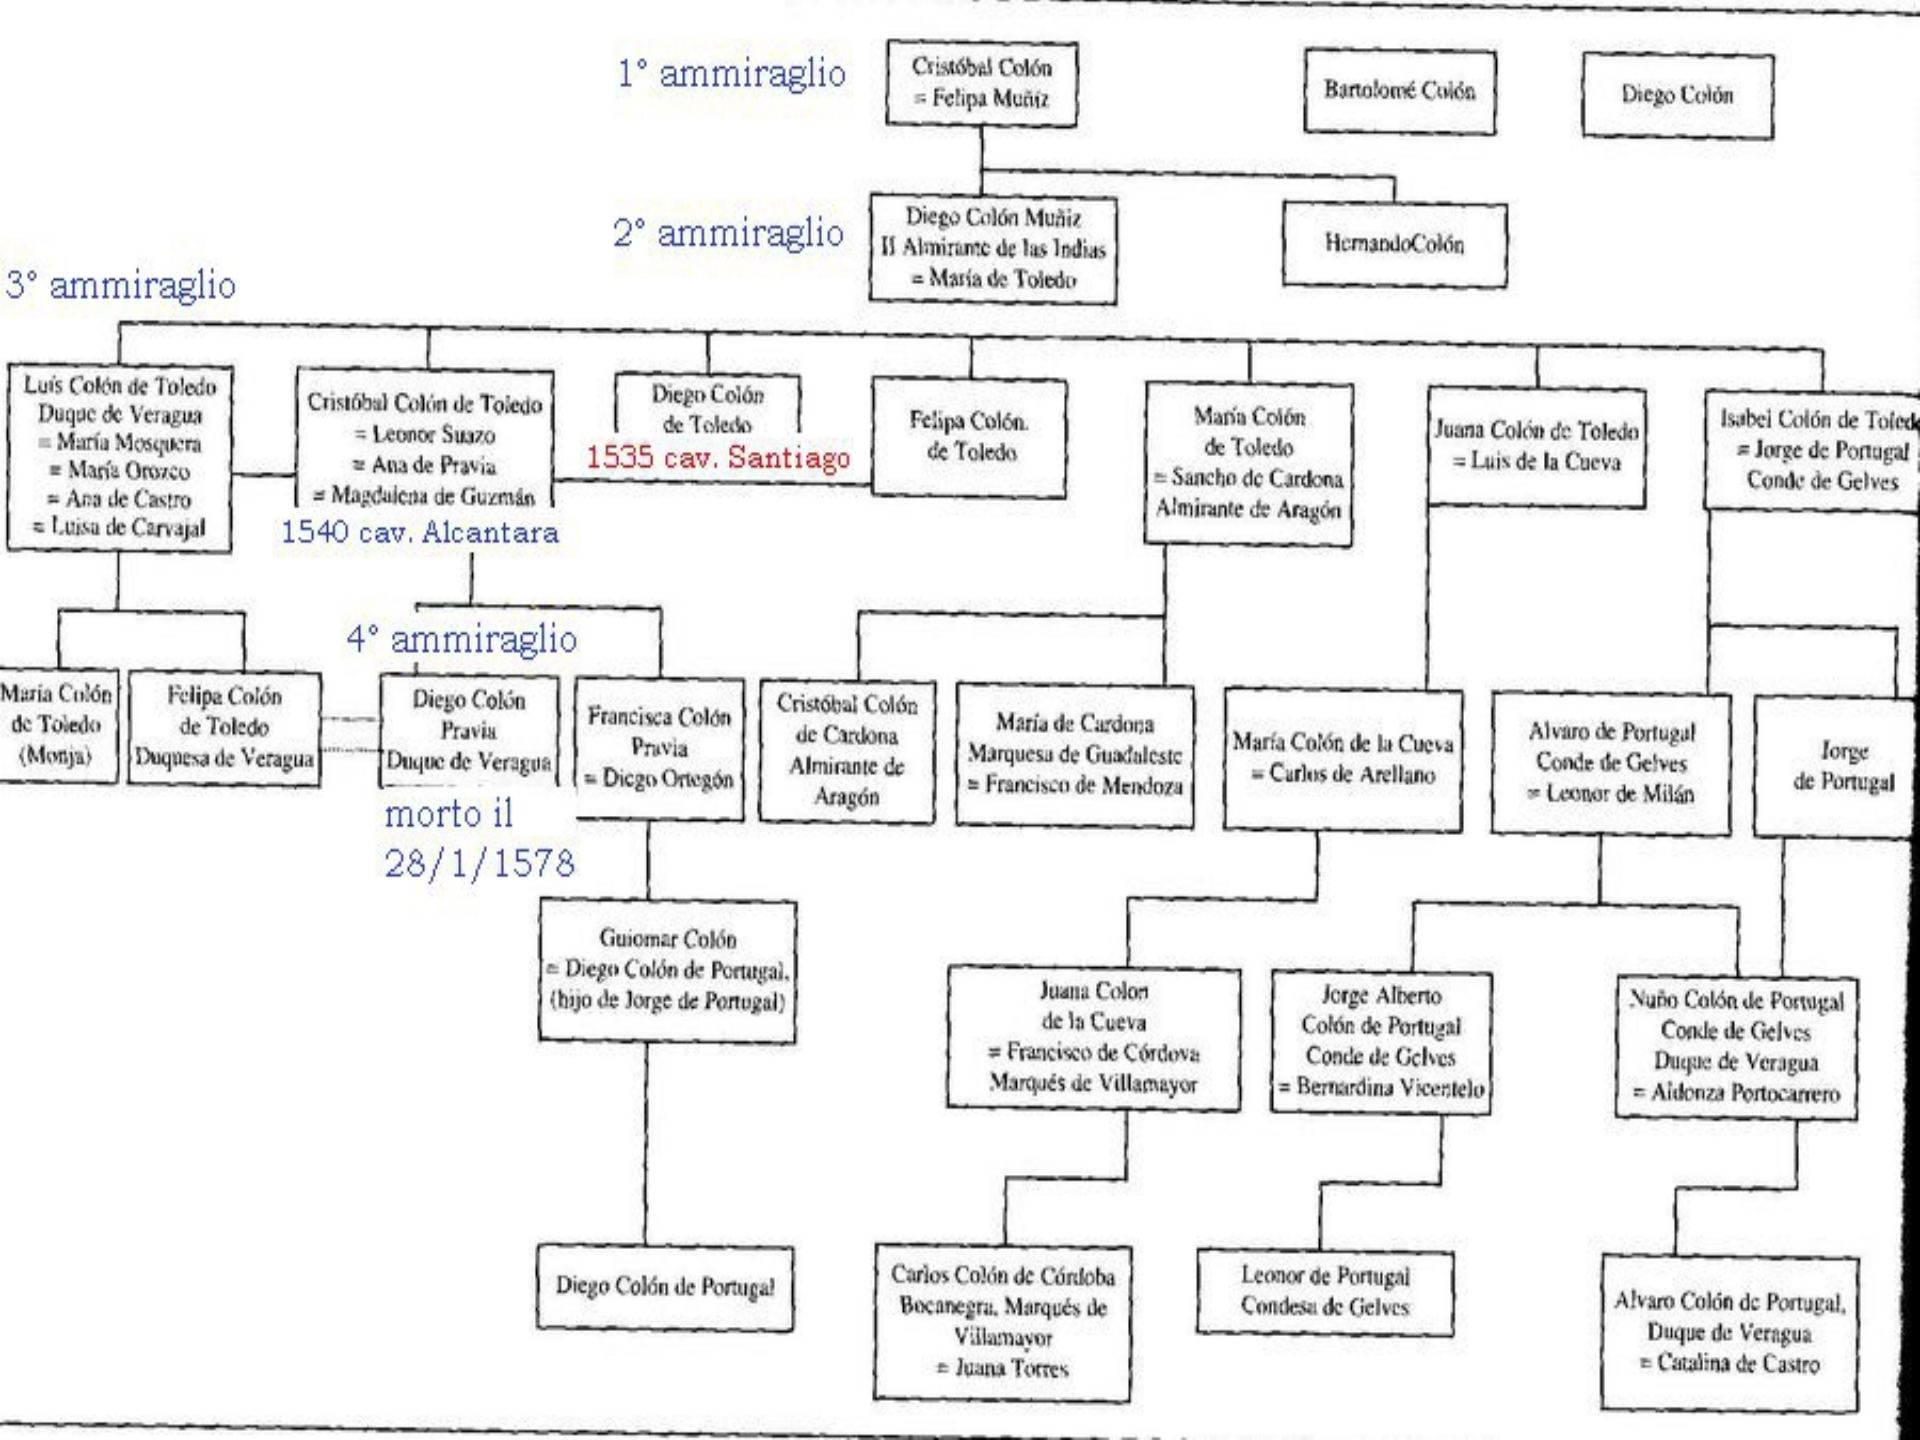 1° ammiraglio
Cristóbal Colón
= Felipa Muñíz
Bartolomé Colón
Diego Colón
2° ammiraglio
Diego Colón Muñiz
II Almirante de las Indias
= María de Toledo
HernandoColón
3° ammiraglio
Luís Colón de Toledo
Duque de Veragua
= María Mosquera
= María Orozco
= Ana de Castro
= Luisa de Carvajal
Cristóbal Colón de Toledo
= Leonor Suazo
= Ana de Pravia
= Magdalena de Guzmán
1540 cav. Alcantara
Diego Colón
de Toledo
1535 cav. Santiago
Felipa Colón.
de Toledo
María Colón
de Toledo
= Sancho de Cardona
Almirante de Aragón
Juana Colón de Toledo
= Luis de la Cueva
Isabel Colón de Toledo
= Jorge de Portugal
Conde de Gelves
4° ammiraglio
Maria Colón
de Toledo
(Monja)
Felipa Colón
de Toledo
Duquesa de Veragua
Diego Colón
Pravia
Duque de Veragua
morto il
28/1/1578
Francisca Colón
Pravia
= Diego Ortegón
Cristóbal Colón
de Cardona
Almirante de
Aragón
María de Cardona
Marquesa de Guadaleste
= Francisco de Mendoza
María Colón de la Cueva
= Carlos de Arellano
Alvaro de Portugal
Conde de Gelves
= Leonor de Milán
Jorge
de Portugal
Guiomar Colón
= Diego Colón de Portugal,
(hijo de Jorge de Portugal)
Juana Colon
de la Cueva
= Francisco de Córdova
Marqués de Villamayor
Jorge Alberto
Colón de Portugal
Conde de Gelves
= Bernardina Vicentelo
Nuño Colón de Portugal
Conde de Gelves
Duque de Veragua
= Aldonza Portocarrero
Diego Colón de Portugal
Carlos Colón de Córdoba
Bocanegra, Marqués de
Villamayor
= Juana Torres
Leonor de Portugal
Condesa de Gelves
Alvaro Colón de Portugal,
Duque de Veragua
= Catalina de Castro